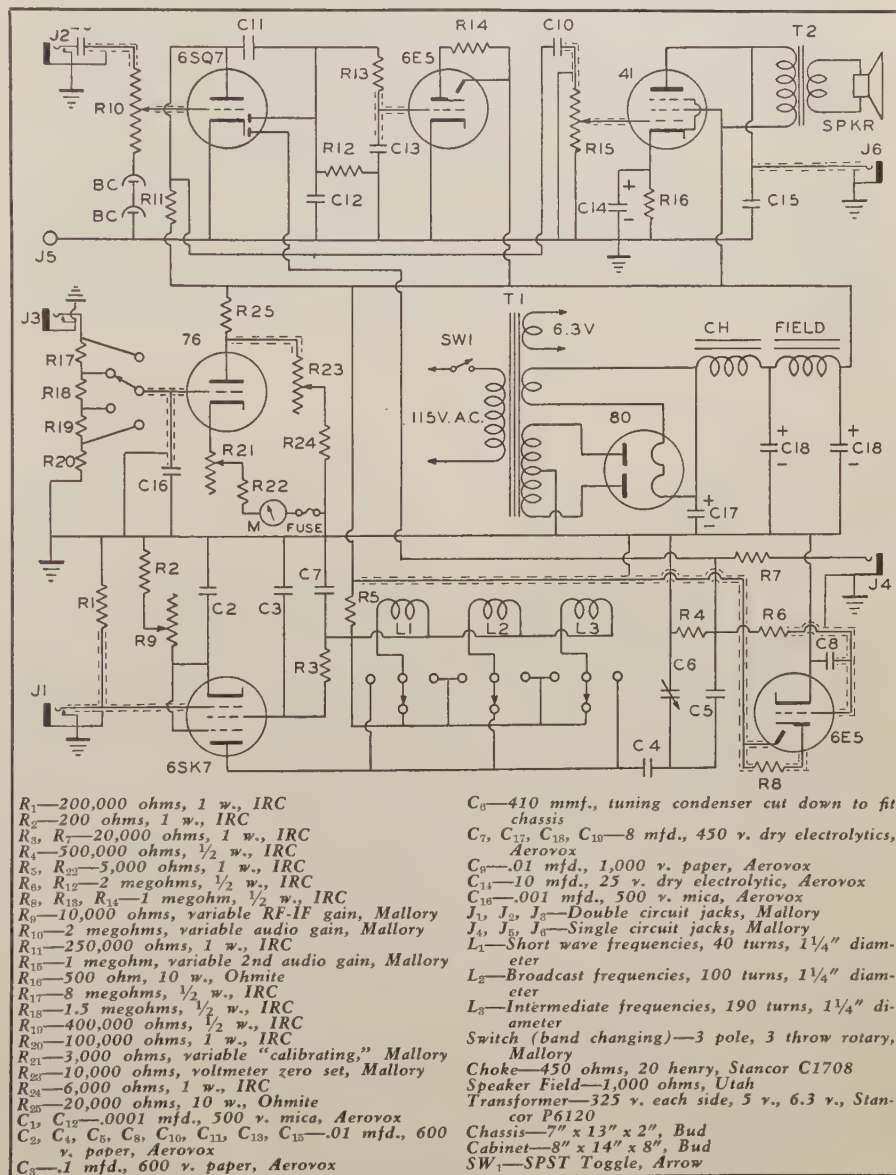 J2
C9
C11
6SQ7
R10
BC
BC
R11
J5
R13
6E5
R14
R12
C13
C12
C10
R15
41
T2
SPKR
J6
C14
+
-
R16
C15
J3
R17
R18
R19
R20
76
R25
R23
R21
R24
R22
C16
M
FUSE
T1
SW1
6.3V
115V. A.C.
80
CH
FIELD
+
C18
-
+
C18
-
+
C17
-
R1
R2
R9
C2
C3
C7
R5
R3
L1
L2
L3
R7
J4
R4
R6
C8
C6
C5
C4
6E5
R8
J1
6SK7
R₁—200,000 ohms, 1 w., IRC
R₂—200 ohms, 1 w., IRC
R₃, R₇—20,000 ohms, 1 w., IRC
R₄—500,000 ohms, ½ w., IRC
R₅, R₂₂—5,000 ohms, 1 w., IRC
R₆, R₁₂—2 megohms, ½ w., IRC
R₈, R₁₃, R₁₄—1 megohm, ½ w., IRC
R₉—10,000 ohms, variable RF-IF gain, Mallory
R₁₀—2 megohms, variable audio gain, Mallory
R₁₁—250,000 ohms, 1 w., IRC
R₁₅—1 megohm, variable 2nd audio gain, Mallory
R₁₆—500 ohm, 10 w., Ohmite
R₁₇—8 megohms, ½ w., IRC
R₁₈—1.5 megohms, ½ w., IRC
R₁₉—400,000 ohms, ½ w., IRC
R₂₀—100,000 ohms, 1 w., IRC
R₂₁—3,000 ohms, variable "calibrating," Mallory
R₂₃—10,000 ohms, voltmeter zero set, Mallory
R₂₄—6,000 ohms, 1 w., IRC
R₂₅—20,000 ohms, 10 w., Ohmite
C₁, C₁₂—.0001 mfd., 500 v. mica, Aerovox
C₂, C₄, C₅, C₈, C₁₀, C₁₁, C₁₃, C₁₅—.01 mfd., 600
v. paper, Aerovox
C₃—.1 mfd., 600 v. paper, Aerovox
C₆—410 mmf., tuning condenser cut down to fit
chassis
C₇, C₁₇, C₁₈, C₁₉—8 mfd., 450 v. dry electrolytics,
Aerovox
C₉—.01 mfd., 1,000 v. paper, Aerovox
C₁₄—10 mfd., 25 v. dry electrolytic, Aerovox
C₁₆—.001 mfd., 500 v. mica, Aerovox
J₁, J₂, J₃—Double circuit jacks, Mallory
J₄, J₅, J₆—Single circuit jacks, Mallory
L₁—Short wave frequencies, 40 turns, 1¼" diam-
eter
L₂—Broadcast frequencies, 100 turns, 1¼" diam-
eter
L₃—Intermediate frequencies, 190 turns, 1¼" di-
ameter
Switch (band changing)—3 pole, 3 throw rotary,
Mallory
Choke—450 ohms, 20 henry, Stancor C1708
Speaker Field—1,000 ohms, Utah
Transformer—325 v. each side, 5 v., 6.3 v., Stan-
cor P6120
Chassis—7" x 13" x 2", Bud
Cabinet—8" x 14" x 8", Bud
SW₁—SPST Toggle, Arrow